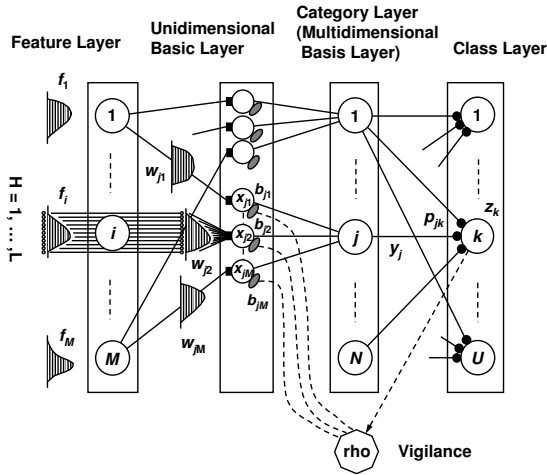 Feature Layer
Unidimensional
Basic Layer
Category Layer
(Multidimensional
Basis Layer)
Class Layer
f1
fi
fM
H = 1, ... ,L
1
i
M
wj1
wj2
wjM
xj1
xj2
xjM
bj1
bj2
bjM
1
j
N
yj
pjk
zk
1
k
U
rho
Vigilance